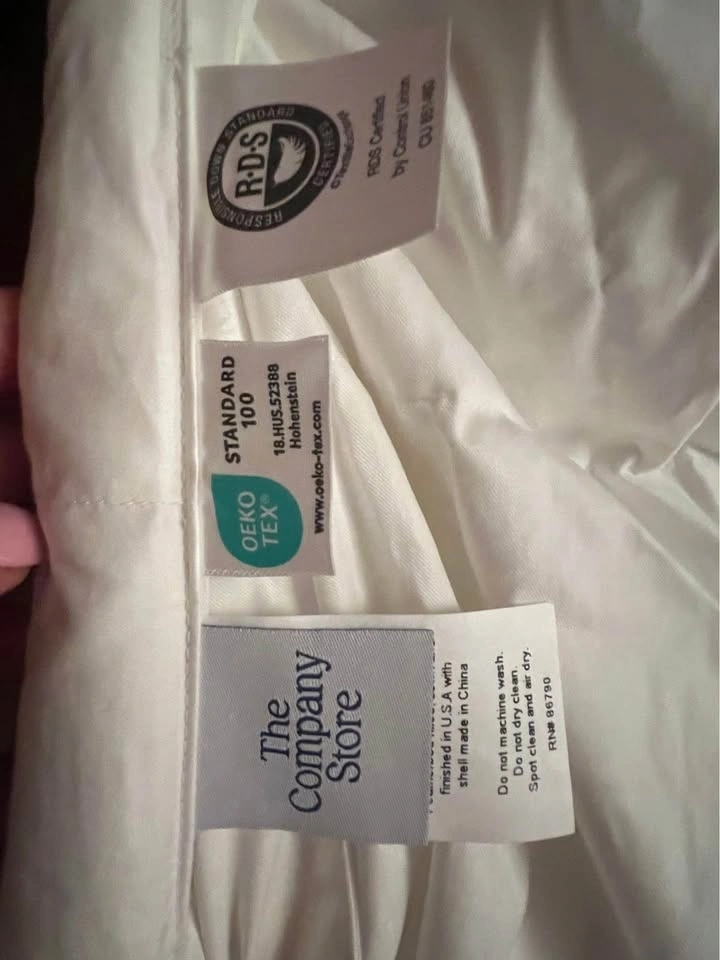 The
Company
Store
finished in U.S.A with
shell made in China
Do not machine wash.
Do not dry clean.
Spot clean and air dry.
RN# 86790
OEKO
TEX®
STANDARD
100
18.HUS.52388
Hohenstein
www.oeko-tex.com
RESPONSIBLE DOWN STANDARD
R·D·S
CERTIFIED
RDS Certified
by Control Union